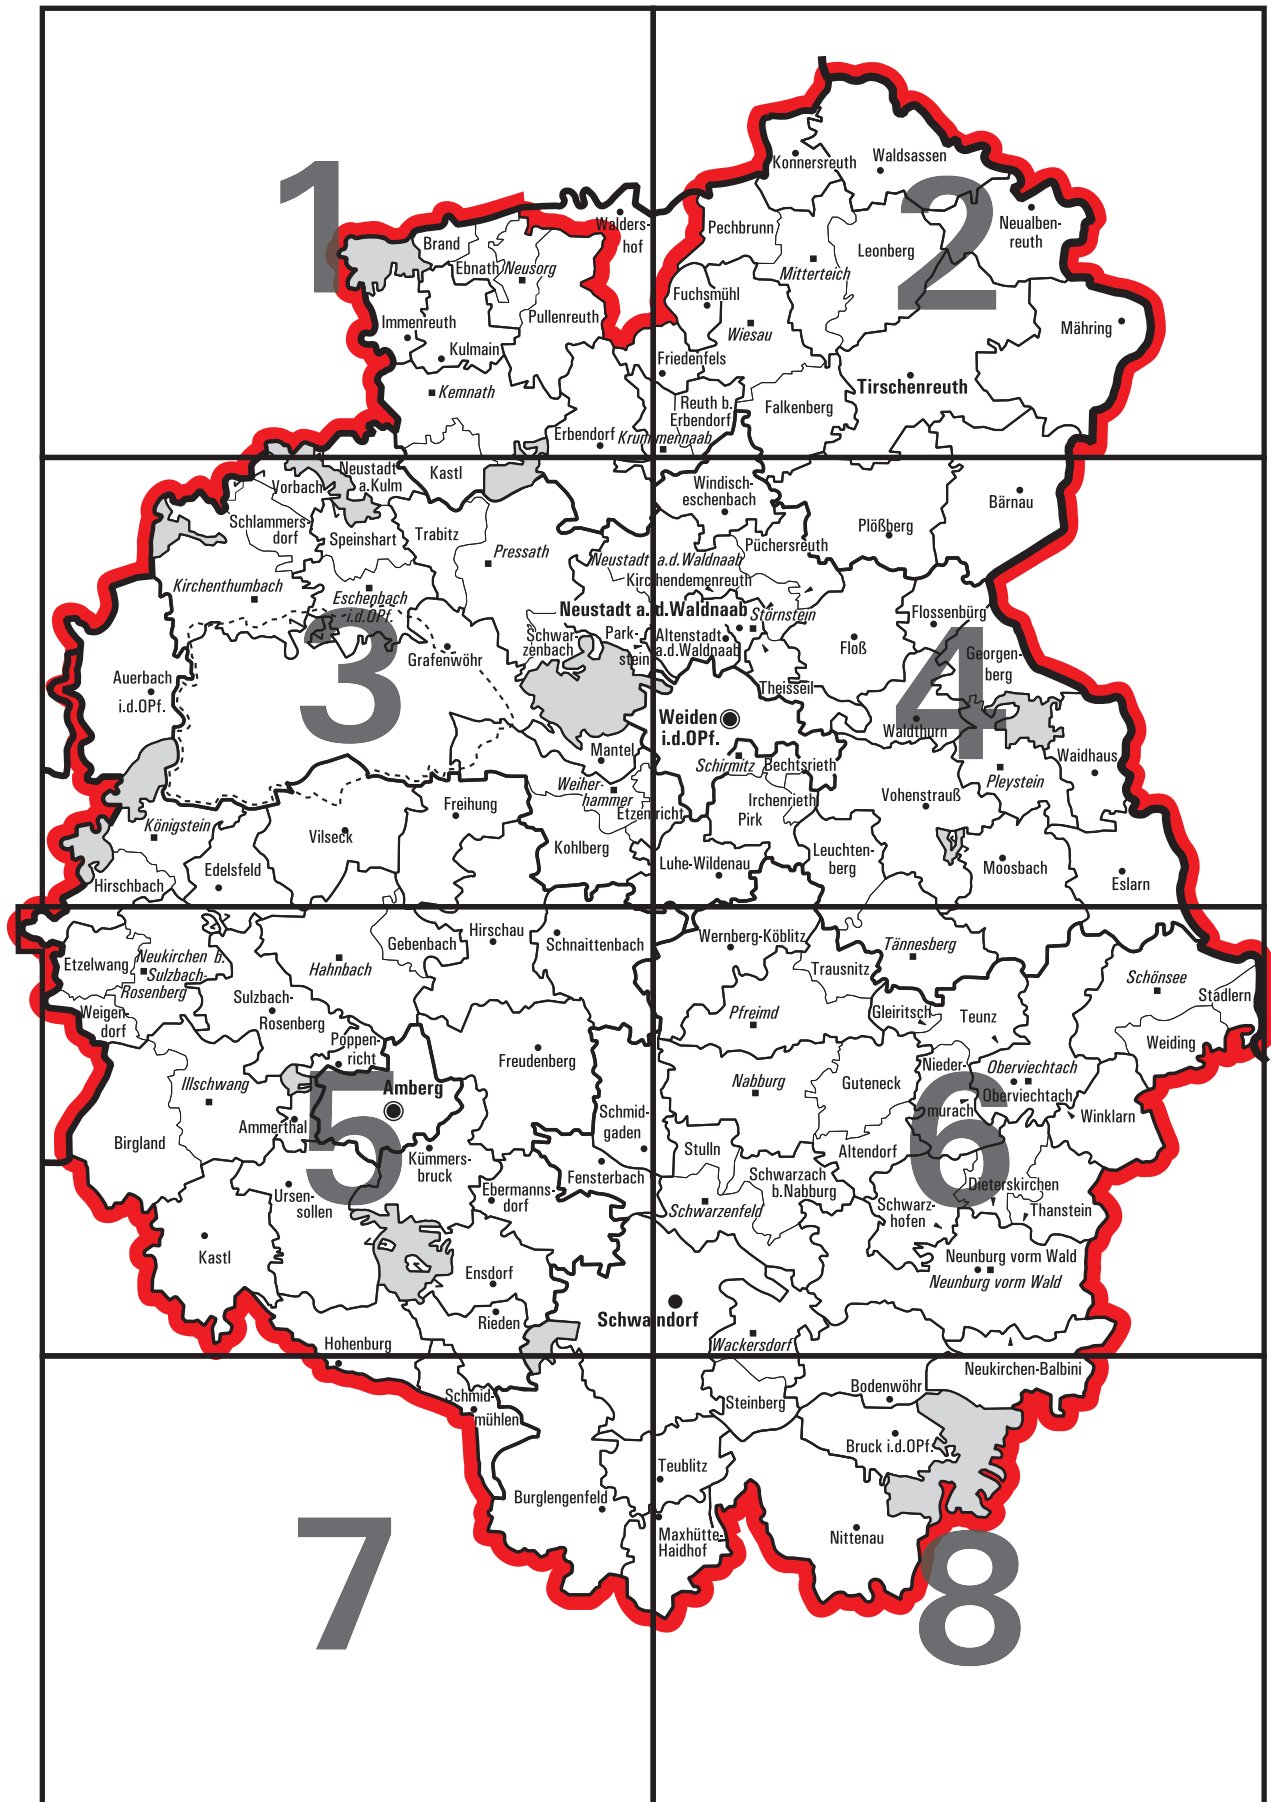 1
2
Konnersreuth
Waldsassen
Walders-
hof
Neualben-
reuth
Pechbrunn
Leonberg
Mitterteich
Brand
Ebnath
Neusorg
Pullenreuth
Immenreuth
Kulmain
Kemnath
Fuchsmühl
Wiesau
Mähring
Friedenfels
Tirschenreuth
Reuth b.
Erbendorf
Falkenberg
Erbendorf
Krummennaab
Kastl
Neustadt
a.Kulm
Vorbach
Windisch-
eschenbach
Bärnau
Plößberg
Schlammers-
dorf
Speinshart
Trabitz
Pressath
Püchersreuth
Neustadt a.d.Waldnaab
Kirchendemenreuth
Kirchenthumbach
Eschenbach
i.d.OPf.
Neustadt a.d.Waldnaab
Störnstein
Flossenbürg
3
4
Schwar-
zenbach
Park-
stein
Altenstadt
a.d.Waldnaab
Floß
Georgen-
berg
Grafenwöhr
Auerbach
i.d.OPf.
Theisseil
Weiden
i.d.OPf.
Waldthurn
Mantel
Schirmitz
Bechtsrieth
Waidhaus
Pleystein
Weiher-
hammer
Etzenricht
Irchenrieth
Pirk
Vohenstrauß
Freihung
Königstein
Vilseck
Kohlberg
Leuchten-
berg
Edelsfeld
Hirschbach
Luhe-Wildenau
Moosbach
Eslarn
Etzelwang
Neukirchen b.
Sulzbach-
Rosenberg
Hahnbach
Gebenbach
Hirschau
Schnaittenbach
Wernberg-Köblitz
Tännesberg
Trausnitz
Schönsee
Stadlern
Weigen-
dorf
Sulzbach-
Rosenberg
Pfreimd
Gleiritsch
Teunz
Weiding
Poppen-
richt
Freudenberg
Illschwang
5
6
Amberg
Nabburg
Guteneck
Nieder-
murach
Oberviechtach
Oberviechtach
Winklarn
Ammerthal
Birgland
Schmid-
gaden
Kümmers-
bruck
Stulln
Altendorf
Fensterbach
Schwarzach
b.Nabburg
Dieterskirchen
Ursen-
sollen
Ebermanns-
dorf
Schwarzenfeld
Schwarz-
hofen
Thanstein
Kastl
Ensdorf
Neunburg vorm Wald
Neunburg vorm Wald
Rieden
Schwandorf
Hohenburg
Wackersdorf
Neukirchen-Balbini
Schmid-
mühlen
Steinberg
Bodenwöhr
Bruck i.d.OPf.
Teublitz
Burglengenfeld
Maxhütte-
Haidhof
Nittenau
7
8